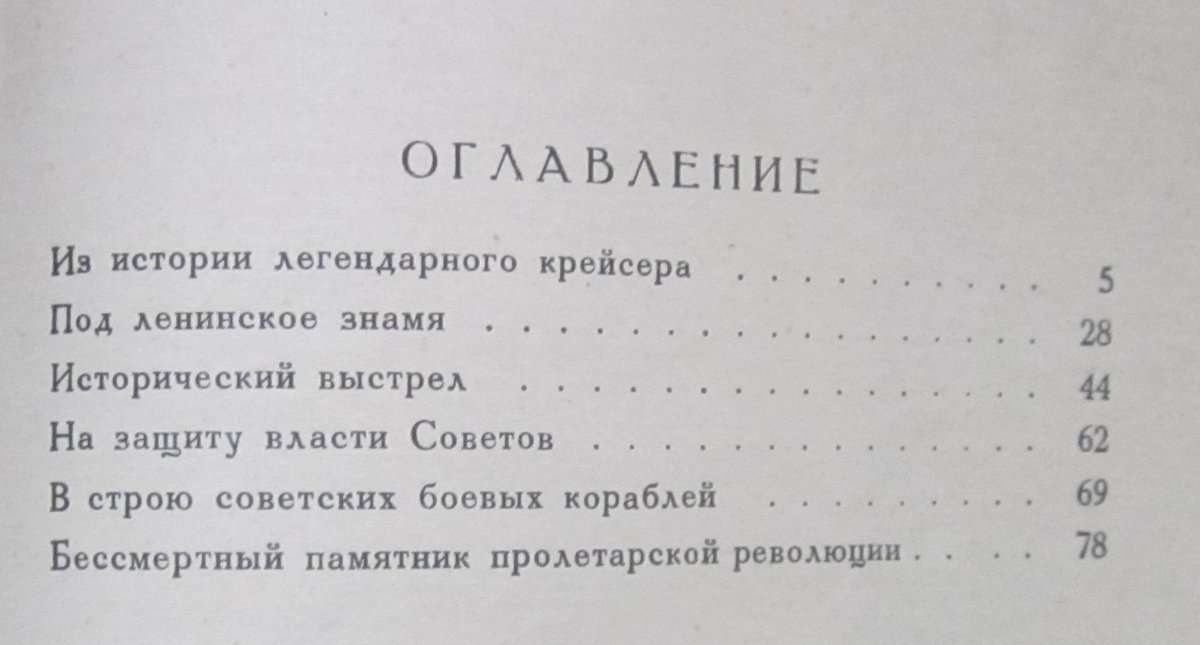 ОГЛАВЛЕНИЕ
Из истории легендарного крейсера . . . . . . . . . . 5
Под ленинское знамя . . . . . . . . . . . . . . . . 28
Исторический выстрел . . . . . . . . . . . . . . . 44
На защиту власти Советов . . . . . . . . . . . . . 62
В строю советских боевых кораблей . . . . . . . . . 69
Бессмертный памятник пролетарской революции . . . . 78